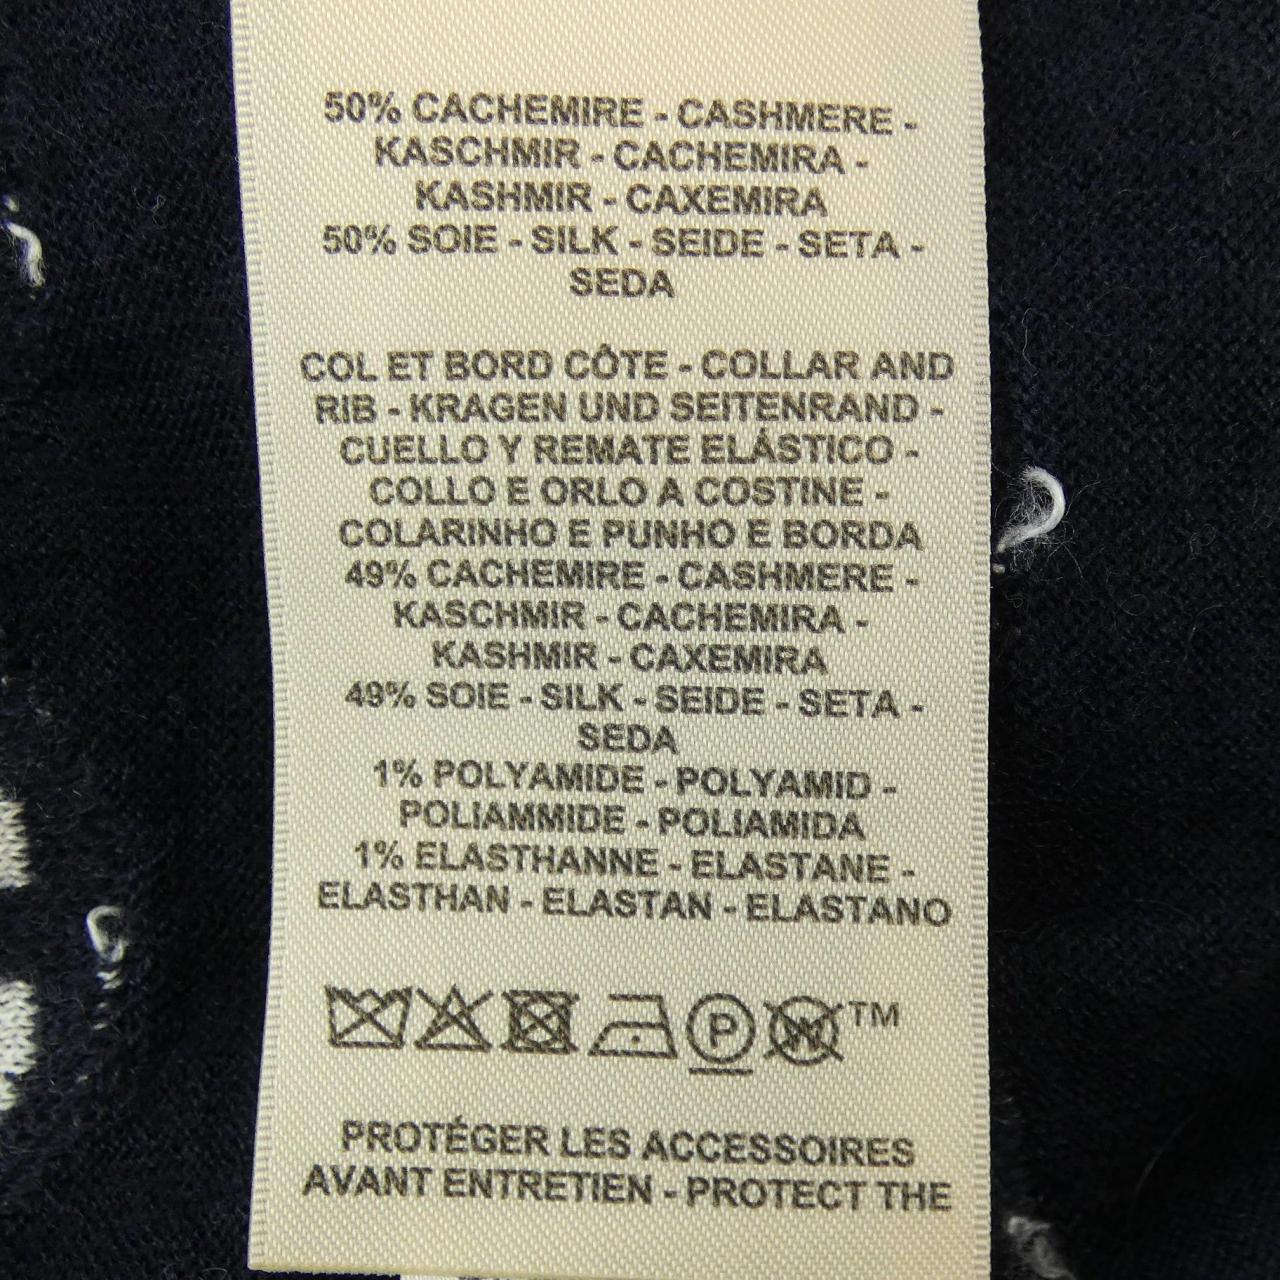 50% CACHEMIRE - CASHMERE -
KASCHMIR - CACHEMIRA -
KASHMIR - CAXEMIRA
50% SOIE - SILK - SEIDE - SETA -
SEDA
COL ET BORD CÔTE - COLLAR AND
RIB - KRAGEN UND SEITENRAND -
CUELLO Y REMATE ELÁSTICO -
COLLO E ORLO A COSTINE -
COLARINHO E PUNHO E BORDA
49% CACHEMIRE - CASHMERE -
KASCHMIR - CACHEMIRA -
KASHMIR - CAXEMIRA
49% SOIE - SILK - SEIDE - SETA -
SEDA
1% POLYAMIDE - POLYAMID -
POLIAMMIDE - POLIAMIDA
1% ELASTHANNE - ELASTANE -
ELASTHAN - ELASTAN - ELASTANO
P W TM
PROTÉGER LES ACCESSOIRES
AVANT ENTRETIEN - PROTECT THE